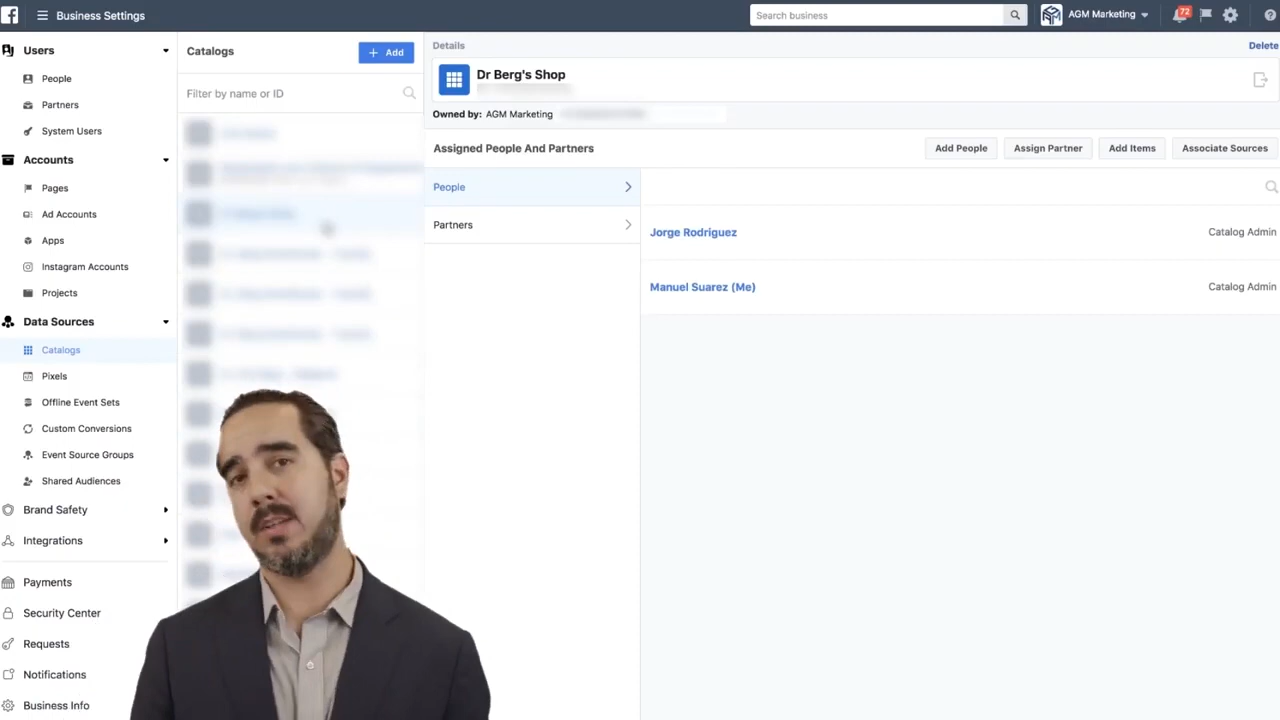 Business Settings
Search business
AGM Marketing
72
Users
People
Partners
System Users
Accounts
Pages
Ad Accounts
Apps
Instagram Accounts
Projects
Data Sources
Catalogs
Pixels
Offline Event Sets
Custom Conversions
Event Source Groups
Shared Audiences
Brand Safety
Integrations
Payments
Security Center
Requests
Notifications
Business Info
Catalogs
+ Add
Filter by name or ID
Details
Delete
Dr Berg's Shop
Owned by: AGM Marketing
Assigned People And Partners
Add People
Assign Partner
Add Items
Associate Sources
People
Partners
Jorge Rodriguez
Catalog Admin
Manuel Suarez (Me)
Catalog Admin